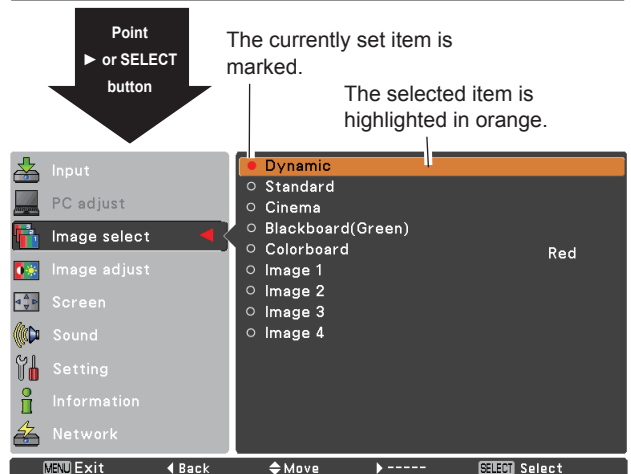 Point
► or SELECT
button
The currently set item is
marked.
The selected item is
highlighted in orange.
Input
PC adjust
Image select
Image adjust
Screen
Sound
Setting
Information
Network
Dynamic
Standard
Cinema
Blackboard(Green)
Colorboard Red
Image 1
Image 2
Image 3
Image 4
MENU Exit ◄Back ◆Move ►----- SELECT Select